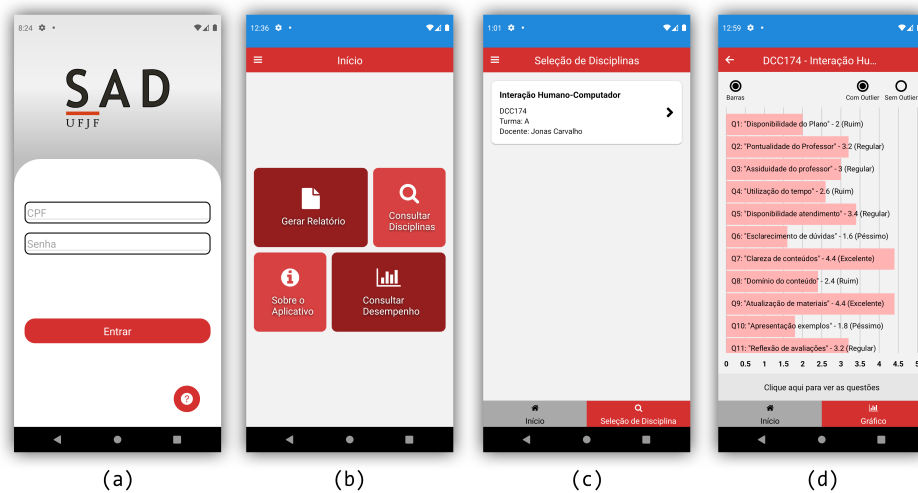 8:24
SAD
UFJF
CPF
Senha
Entrar
?
(a)
12:36
Início
Gerar Relatório
Consultar
Disciplinas
Sobre o
Aplicativo
Consultar
Desempenho
(b)
1:01
Seleção de Disciplinas
Interação Humano-Computador
DCC174
Turma: A
Docente: Jonas Carvalho
Início
Seleção de Disciplina
(c)
12:59
DCC174 - Interação Hu...
Barras
Com Outlier
Sem Outlier
Q1: "Disponibilidade do Plano" - 2 (Ruim)
Q2: "Pontualidade do Professor" - 3.2 (Regular)
Q3: "Assiduidade do professor" - 3 (Regular)
Q4: "Utilização do tempo" - 2.6 (Ruim)
Q5: "Disponibilidade atendimento" - 3.4 (Regular)
Q6: "Esclarecimento de dúvidas" - 1.6 (Péssimo)
Q7: "Clareza de conteúdos" - 4.4 (Excelente)
Q8: "Domínio do conteúdo" - 2.4 (Ruim)
Q9: "Atualização de materiais" - 4.4 (Excelente)
Q10: "Apresentação exemplos" - 1.8 (Péssimo)
Q11: "Reflexão de avaliações" - 3.2 (Regular)
0 0.5 1 1.5 2 2.5 3 3.5 4 4.5 5
Clique aqui para ver as questões
Início
Gráfico
(d)